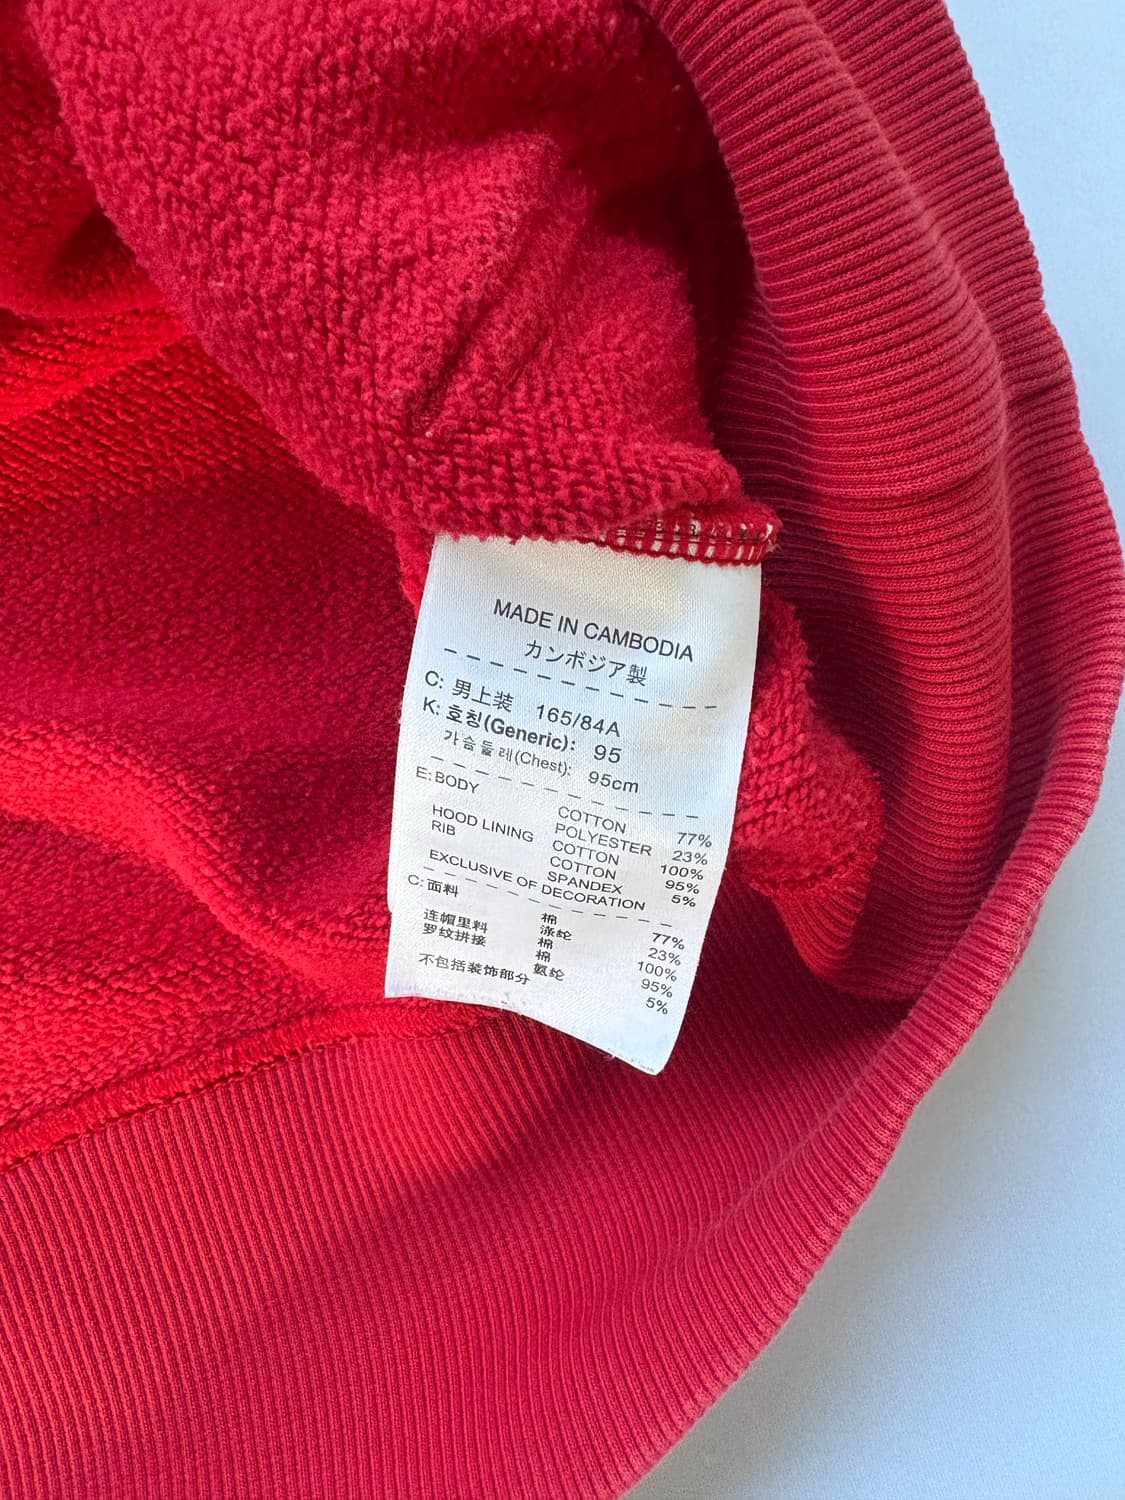 MADE IN CAMBODIA
カンボジア製
C: 男上装 165/84A
K: 호칭(Generic): 95
가슴둘레(Chest): 95cm
E: BODY COTTON 77%
POLYESTER 23%
HOOD LINING COTTON 100%
RIB COTTON 95%
SPANDEX 5%
EXCLUSIVE OF DECORATION
C: 面料 棉 77%
涤纶 23%
连帽里料 棉 100%
罗纹拼接 棉 95%
氨纶 5%
不包括装饰部分